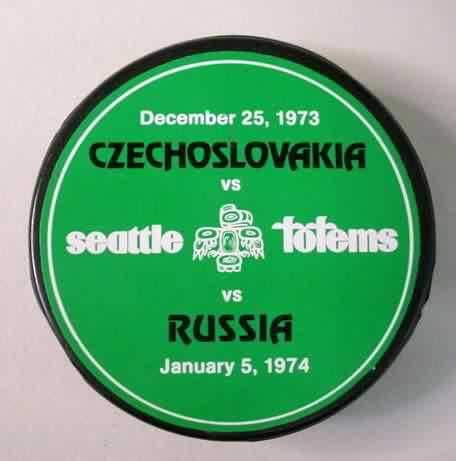 December 25, 1973
CZECHOSLOVAKIA
vs
seattle totems
vs
RUSSIA
January 5, 1974